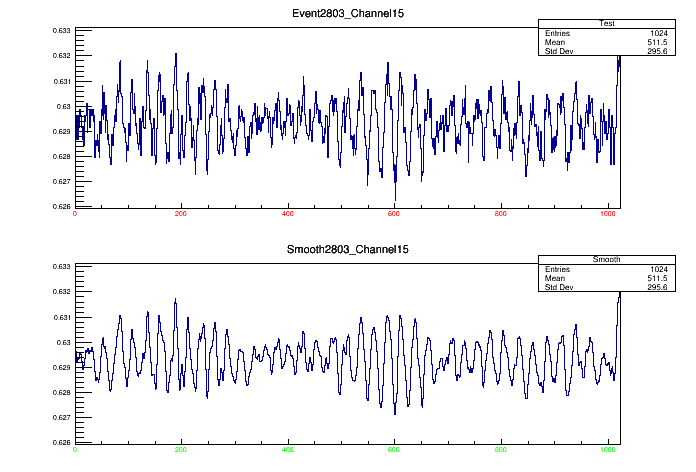 Event2803_Channel15
Test
Entries 1024
Mean 511.5
Std Dev 295.6
0.633
0.632
0.631
0.63
0.629
0.628
0.627
0.626
0 200 400 600 800 1000
Smooth2803_Channel15
Smooth
Entries 1024
Mean 511.5
Std Dev 295.6
0.633
0.632
0.631
0.63
0.629
0.628
0.627
0.626
0 200 400 600 800 1000